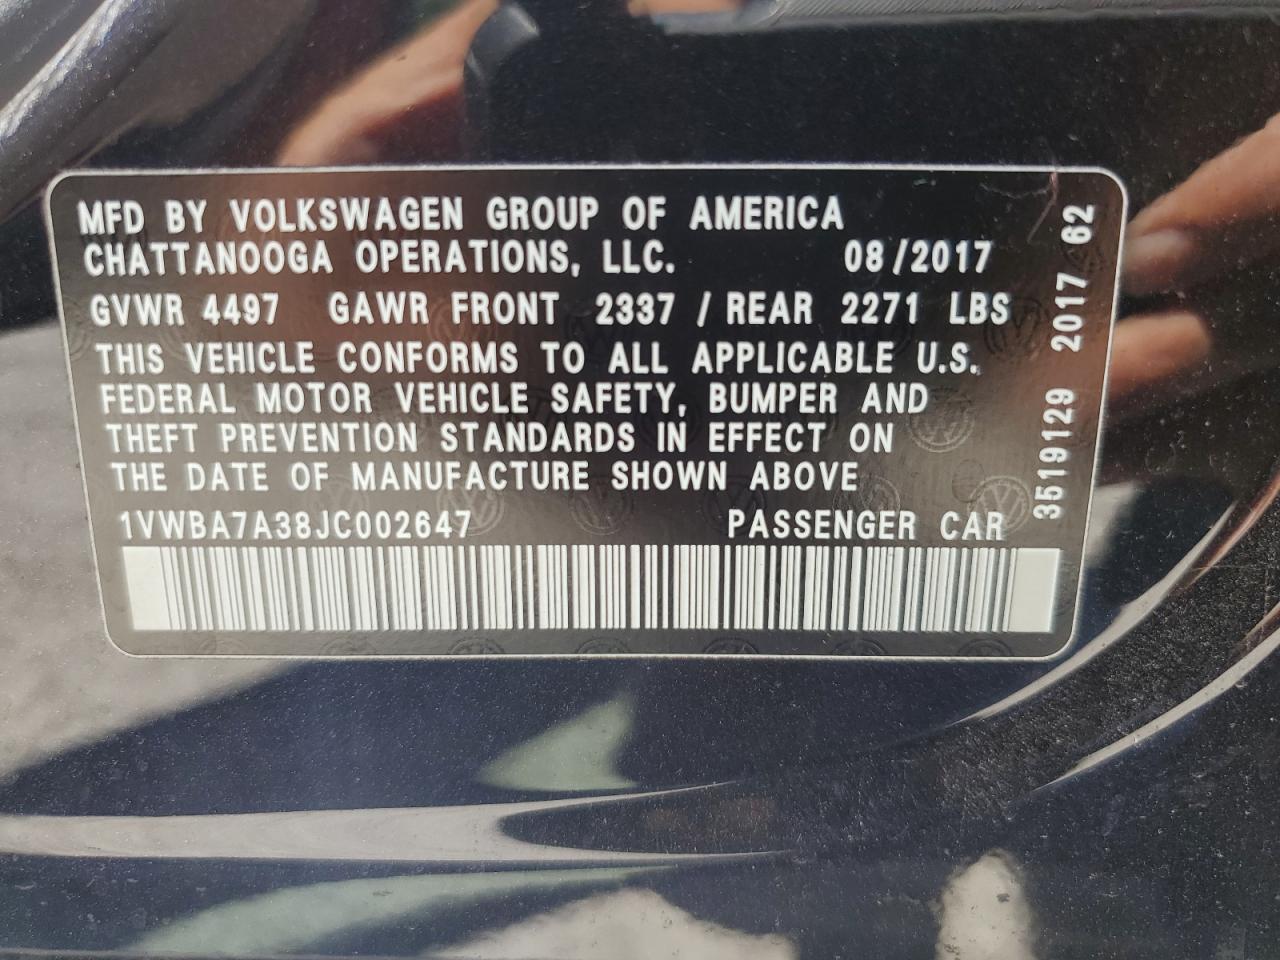 MFD BY VOLKSWAGEN GROUP OF AMERICA
CHATTANOOGA OPERATIONS, LLC. 08/2017
GVWR 4497 GAWR FRONT 2337 / REAR 2271 LBS
THIS VEHICLE CONFORMS TO ALL APPLICABLE U.S.
FEDERAL MOTOR VEHICLE SAFETY, BUMPER AND
THEFT PREVENTION STANDARDS IN EFFECT ON
THE DATE OF MANUFACTURE SHOWN ABOVE
1VWBA7A38JC002647 PASSENGER CAR
3519129 2017 62